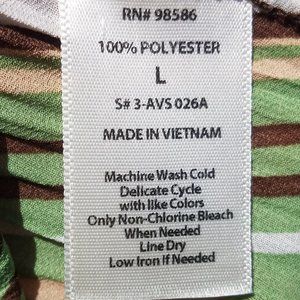 RN# 98586
100% POLYESTER
L
S# 3-AVS 026A
MADE IN VIETNAM
Machine Wash Cold
Delicate Cycle
with like Colors
Only Non-Chlorine Bleach
When Needed
Line Dry
Low Iron If Needed